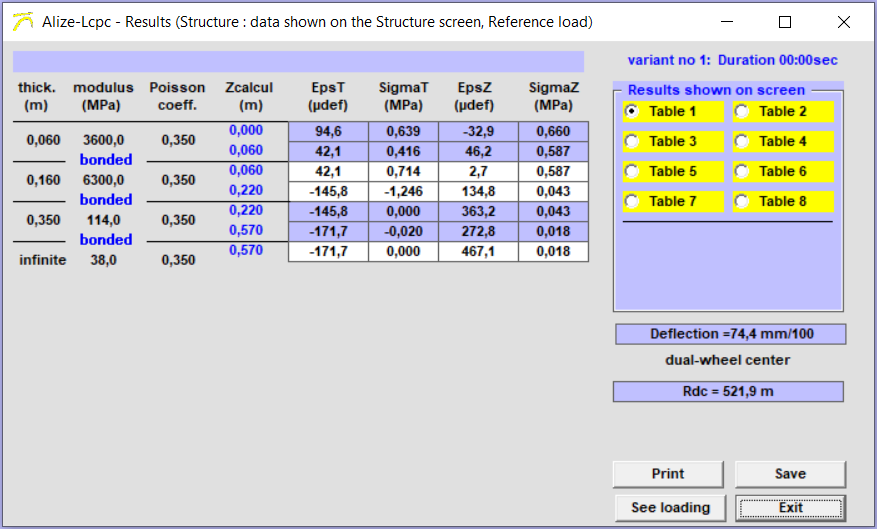 Alize-Lcpc - Results (Structure : data shown on the Structure screen, Reference load)
variant no 1: Duration 00:00sec
thick. modulus Poisson Zcalcul EpsT SigmaT EpsZ SigmaZ
(m) (MPa) coeff. (m) (µdef) (MPa) (µdef) (MPa)
Results shown on screen
Table 1 Table 2
Table 3 Table 4
Table 5 Table 6
Table 7 Table 8
0,000 94,6 0,639 -32,9 0,660
0,060 3600,0 0,350
0,060 42,1 0,416 46,2 0,587
bonded
0,060 42,1 0,714 2,7 0,587
0,160 6300,0 0,350
0,220 -145,8 -1,246 134,8 0,043
bonded
0,220 -145,8 0,000 363,2 0,043
0,350 114,0 0,350
0,570 -171,7 -0,020 272,8 0,018
bonded
0,570 -171,7 0,000 467,1 0,018
infinite 38,0 0,350
Deflection =74,4 mm/100
dual-wheel center
Rdc = 521,9 m
Print Save
See loading Exit